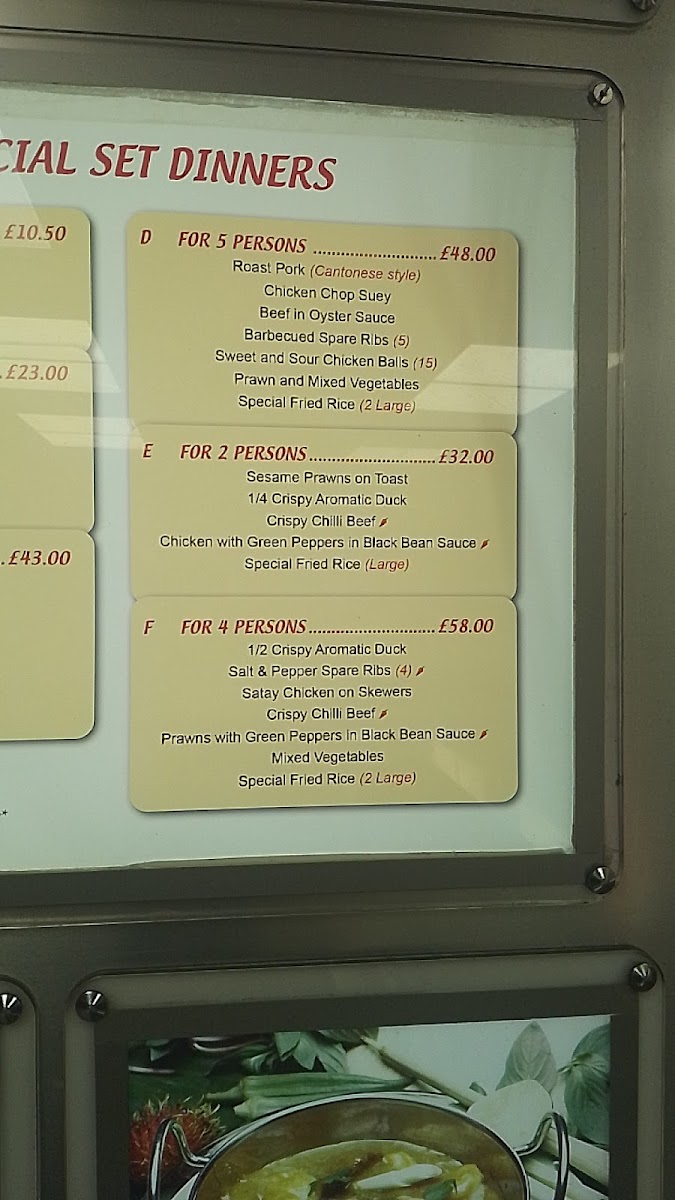 SET DINNERS
£10.50
.£23.00
.£43.00
D FOR 5 PERSONS ...........................£48.00
Roast Pork (Cantonese style)
Chicken Chop Suey
Beef in Oyster Sauce
Barbecued Spare Ribs (5)
Sweet and Sour Chicken Balls (15)
Prawn and Mixed Vegetables
Special Fried Rice (2 Large)
E FOR 2 PERSONS............................£32.00
Sesame Prawns on Toast
1/4 Crispy Aromatic Duck
Crispy Chilli Beef
Chicken with Green Peppers in Black Bean Sauce
Special Fried Rice (Large)
F FOR 4 PERSONS............................£58.00
1/2 Crispy Aromatic Duck
Salt & Pepper Spare Ribs (4)
Satay Chicken on Skewers
Crispy Chilli Beef
Prawns with Green Peppers in Black Bean Sauce
Mixed Vegetables
Special Fried Rice (2 Large)